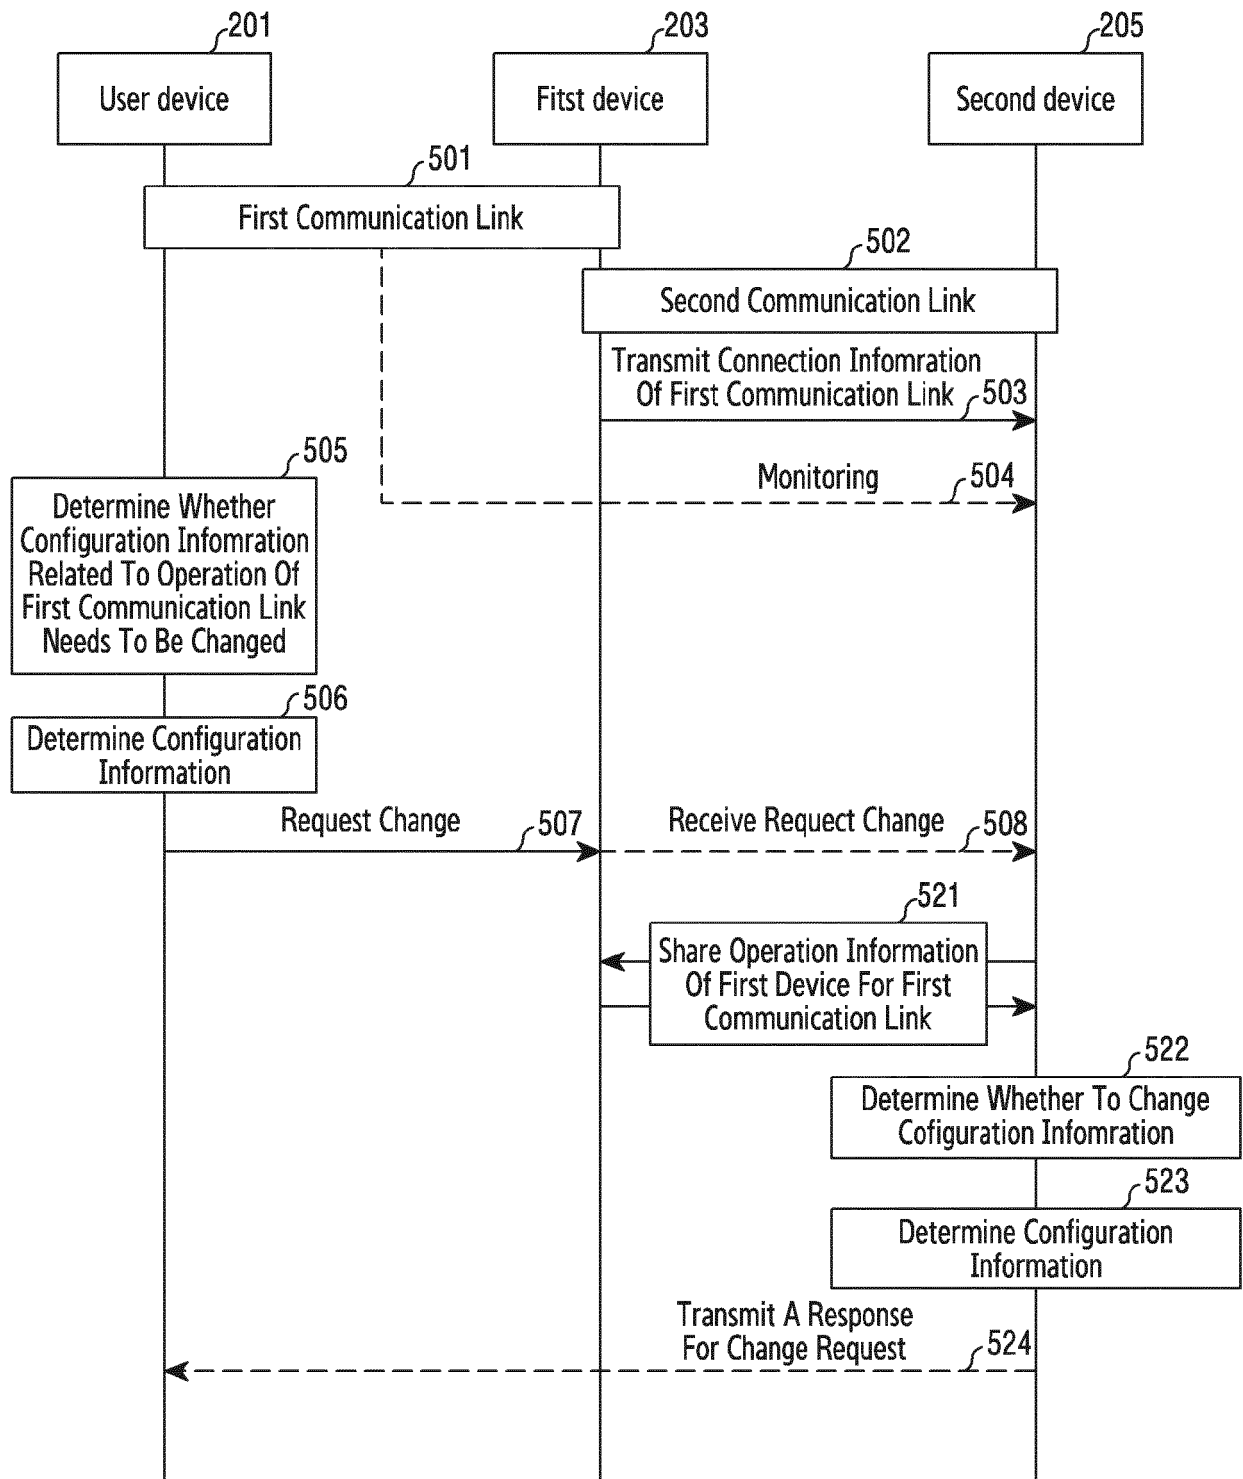 201
203
205
User device
Fitst device
Second device
501
First Communication Link
502
Second Communication Link
Transmit Connection Infomration
Of First Communication Link
503
505
Monitoring
504
Determine Whether
Configuration Infomration
Related To Operation Of
First Communication Link
Needs To Be Changed
506
Determine Configuration
Information
Request Change
507
Receive Requect Change
508
521
Share Operation Information
Of First Device For First
Communication Link
522
Determine Whether To Change
Cofiguration Infomration
523
Determine Configuration
Information
Transmit A Response
For Change Request
524